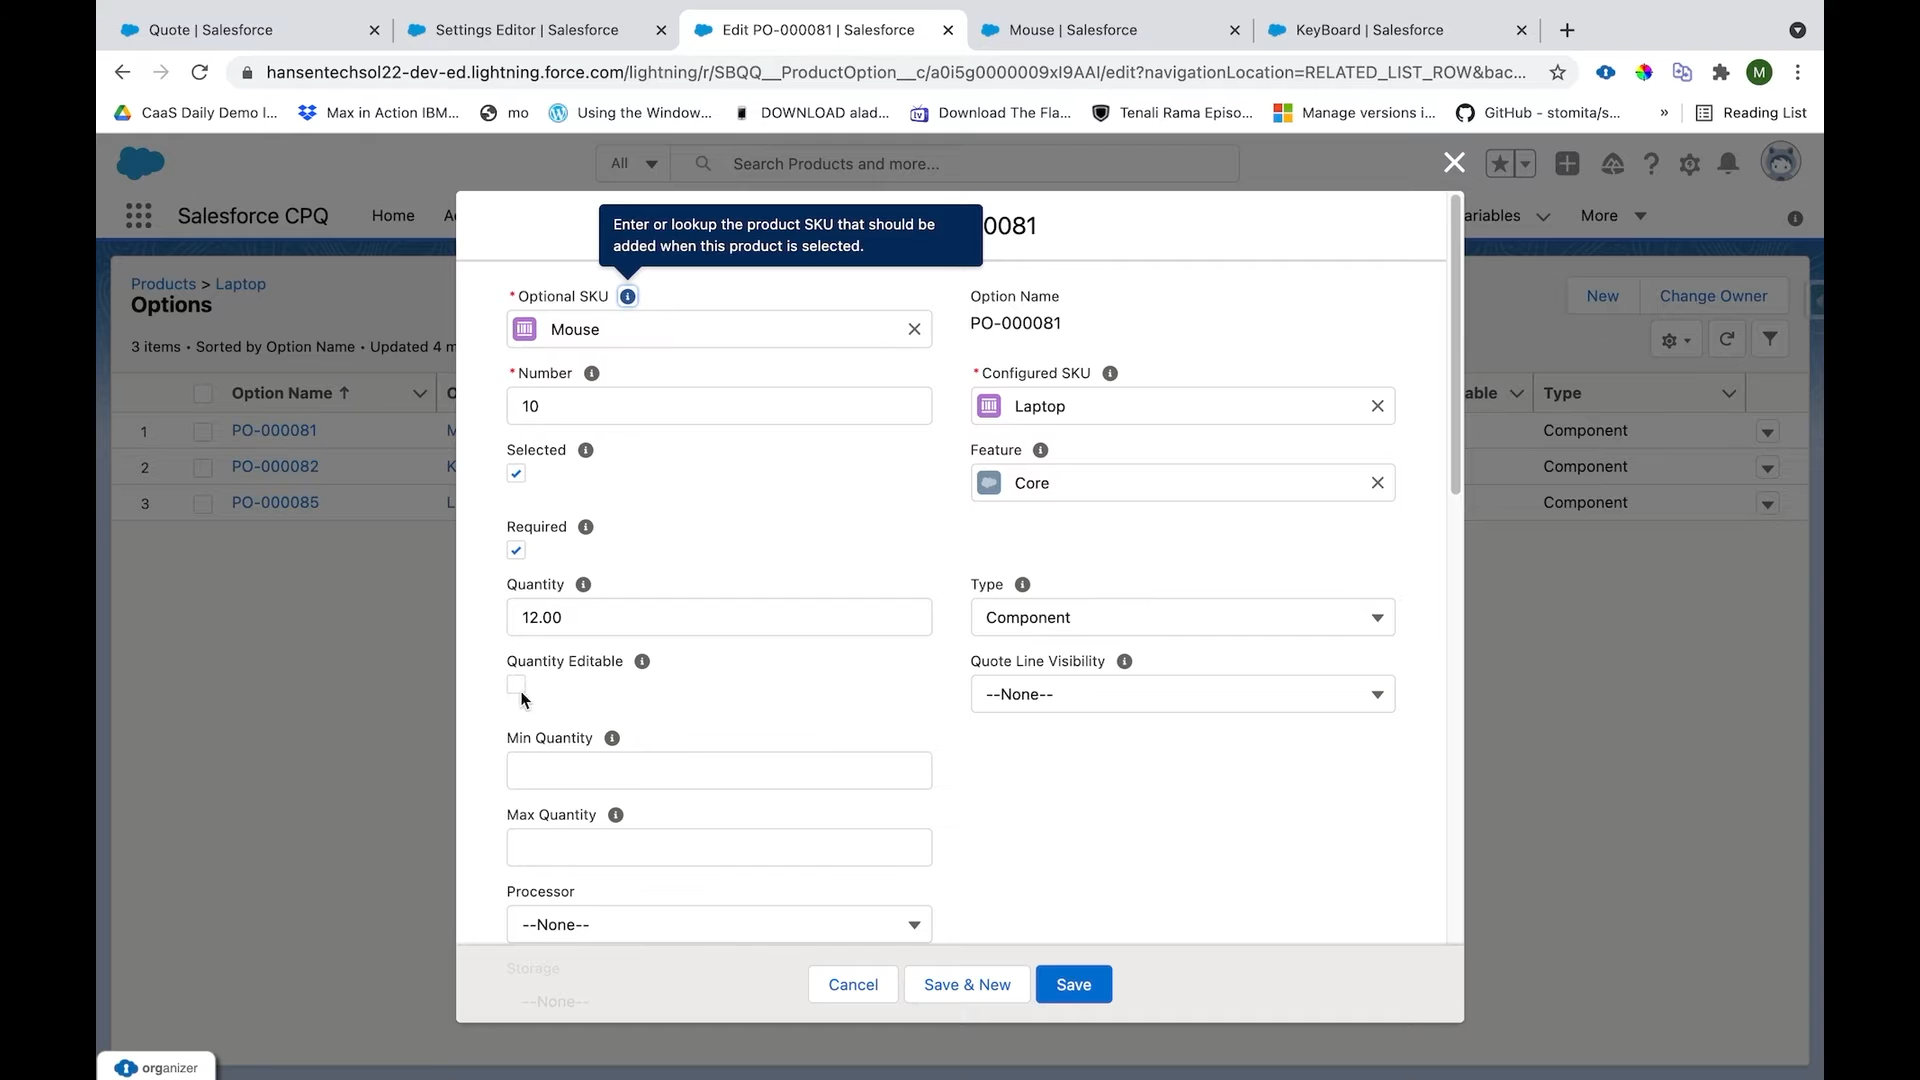 Quote | Salesforce
Settings Editor | Salesforce
Edit PO-000081 | Salesforce
Mouse | Salesforce
KeyBoard | Salesforce
hansentechsol22-dev-ed.lightning.force.com/lightning/r/SBQQ__ProductOption__c/a0i5g0000009xI9AAI/edit?navigationLocation=RELATED_LIST_ROW&bac...
M
CaaS Daily Demo I...
Max in Action IBM...
mo
Using the Window...
DOWNLOAD alad...
Download The Fla...
Tenali Rama Episo...
Manage versions i...
GitHub - stomita/s...
»
Reading List
All
Search Products and more...
Salesforce CPQ
Home
A
ariables
More
Enter or lookup the product SKU that should be
added when this product is selected.
0081
Products > Laptop
Options
New
Change Owner
3 items • Sorted by Option Name • Updated 4 m
Option Name ↑
O
able
Type
1 PO-000081 M Component
2 PO-000082 K Component
3 PO-000085 L Component
* Optional SKU
Mouse
Option Name
PO-000081
* Number
10
* Configured SKU
Laptop
Selected
Feature
Core
Required
Quantity
12.00
Type
Component
Quantity Editable
Quote Line Visibility
--None--
Min Quantity
Max Quantity
Processor
--None--
Storage
--None--
Cancel
Save & New
Save
organizer